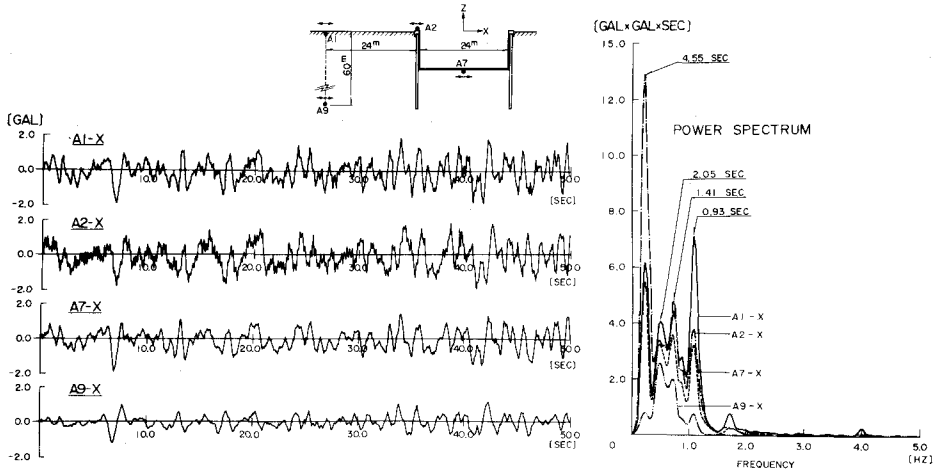 Z
X
A1
A2
24m
24m
A7
60m
A9
[GAL]
2.0
A1-X
0.0
-2.0
10.0
20.0
30.0
40.0
50.0
[SEC]
2.0
A2-X
0.0
-2.0
10.0
20.0
30.0
40.0
50.0
[SEC]
2.0
A7-X
0.0
-2.0
10.0
20.0
30.0
40.0
50.0
[SEC]
2.0
A9-X
0.0
-2.0
10.0
20.0
30.0
40.0
50.0
[SEC]
[GAL×GAL×SEC]
15.0
12.0
10.0
8.0
6.0
4.0
2.0
0.0
4.55 SEC
POWER SPECTRUM
2.05 SEC
1.41 SEC
0.93 SEC
A1-X
A2-X
A7-X
A9-X
1.0
2.0
3.0
4.0
5.0
[HZ]
FREQUENCY